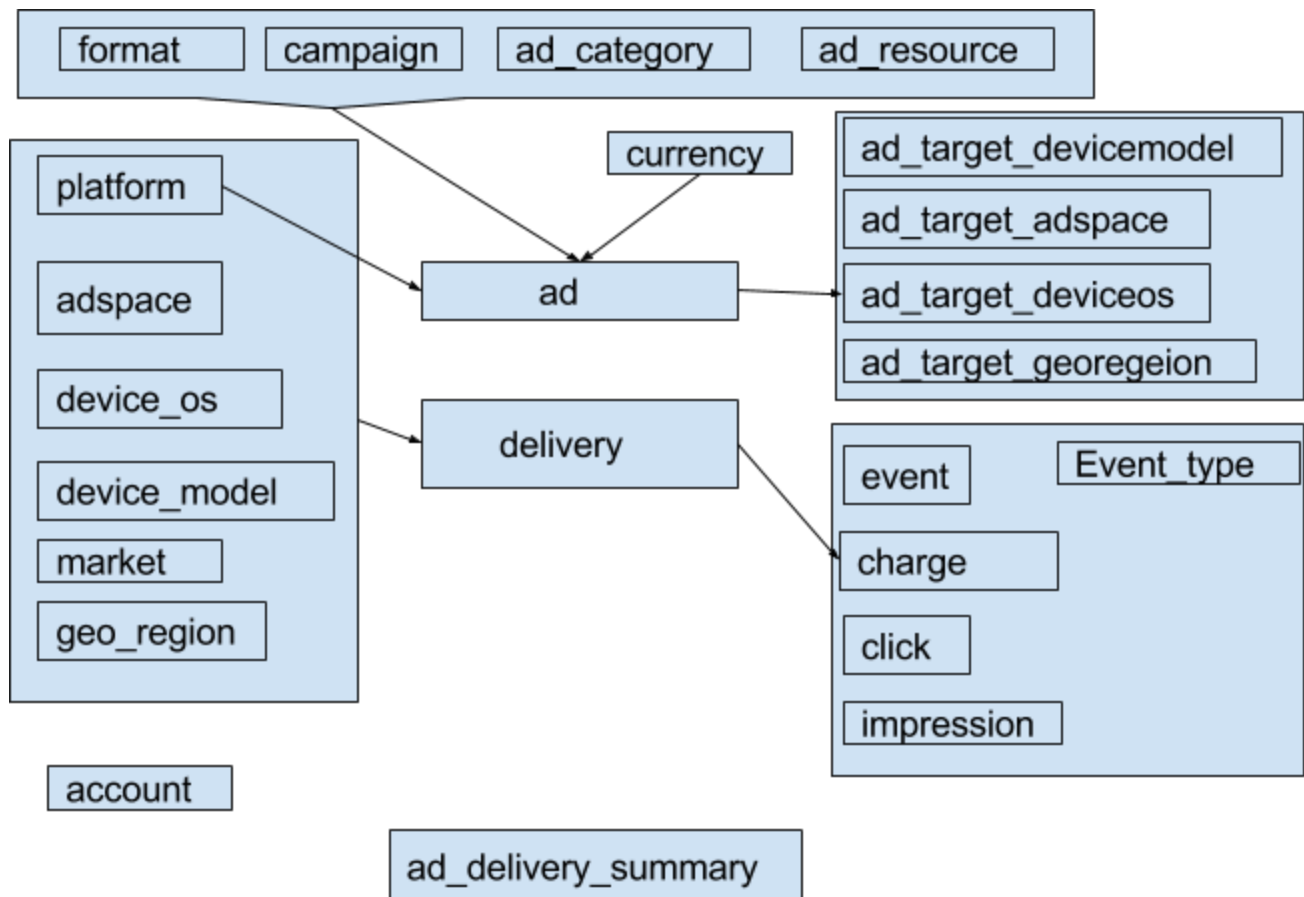 format
campaign
ad_category
ad_resource
currency
platform
adspace
device_os
device_model
market
geo_region
ad
delivery
ad_target_devicemodel
ad_target_adspace
ad_target_deviceos
ad_target_georegeion
event
Event_type
charge
click
impression
account
ad_delivery_summary